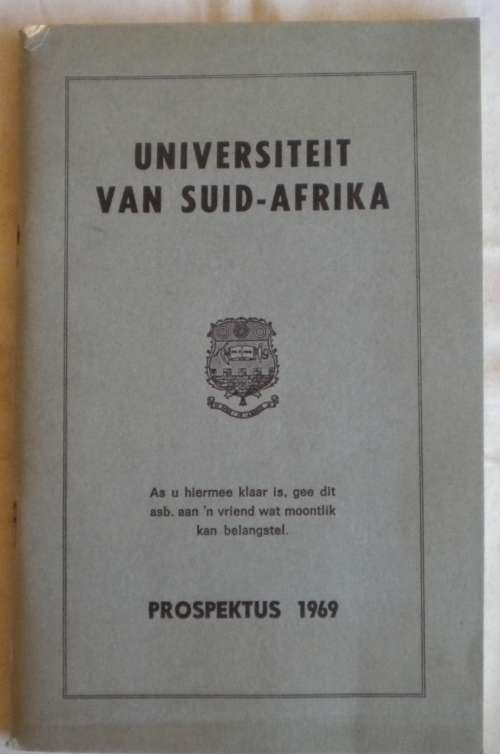 UNIVERSITEIT
VAN SUID-AFRIKA
As u hiermee klaar is, gee dit
asb. aan 'n vriend wat moontlik
kan belangstel.
PROSPEKTUS 1969